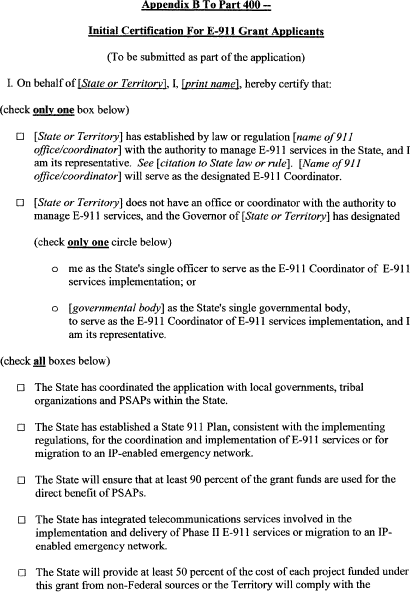 Appendix B To Part 400 --
Initial Certification For E-911 Grant Applicants
(To be submitted as part of the application)
I. On behalf of [State or Territory], I, [print name], hereby certify that:
(check only one box below)
□ [State or Territory] has established by law or regulation [name of 911
office/coordinator] with the authority to manage E-911 services in the State, and I
am its representative. See [citation to State law or rule]. [Name of 911
office/coordinator] will serve as the designated E-911 Coordinator.
□ [State or Territory] does not have an office or coordinator with the authority to
manage E-911 services, and the Governor of [State or Territory] has designated
(check only one circle below)
o me as the State's single officer to serve as the E-911 Coordinator of E-911
services implementation; or
o [governmental body] as the State's single governmental body,
to serve as the E-911 Coordinator of E-911 services implementation, and I
am its representative.
(check all boxes below)
□ The State has coordinated the application with local governments, tribal
organizations and PSAPs within the State.
□ The State has established a State 911 Plan, consistent with the implementing
regulations, for the coordination and implementation of E-911 services or for
migration to an IP-enabled emergency network.
□ The State will ensure that at least 90 percent of the grant funds are used for the
direct benefit of PSAPs.
□ The State has integrated telecommunications services involved in the
implementation and delivery of Phase II E-911 services or migration to an IP-
enabled emergency network.
□ The State will provide at least 50 percent of the cost of each project funded under
this grant from non-Federal sources or the Territory will comply with the